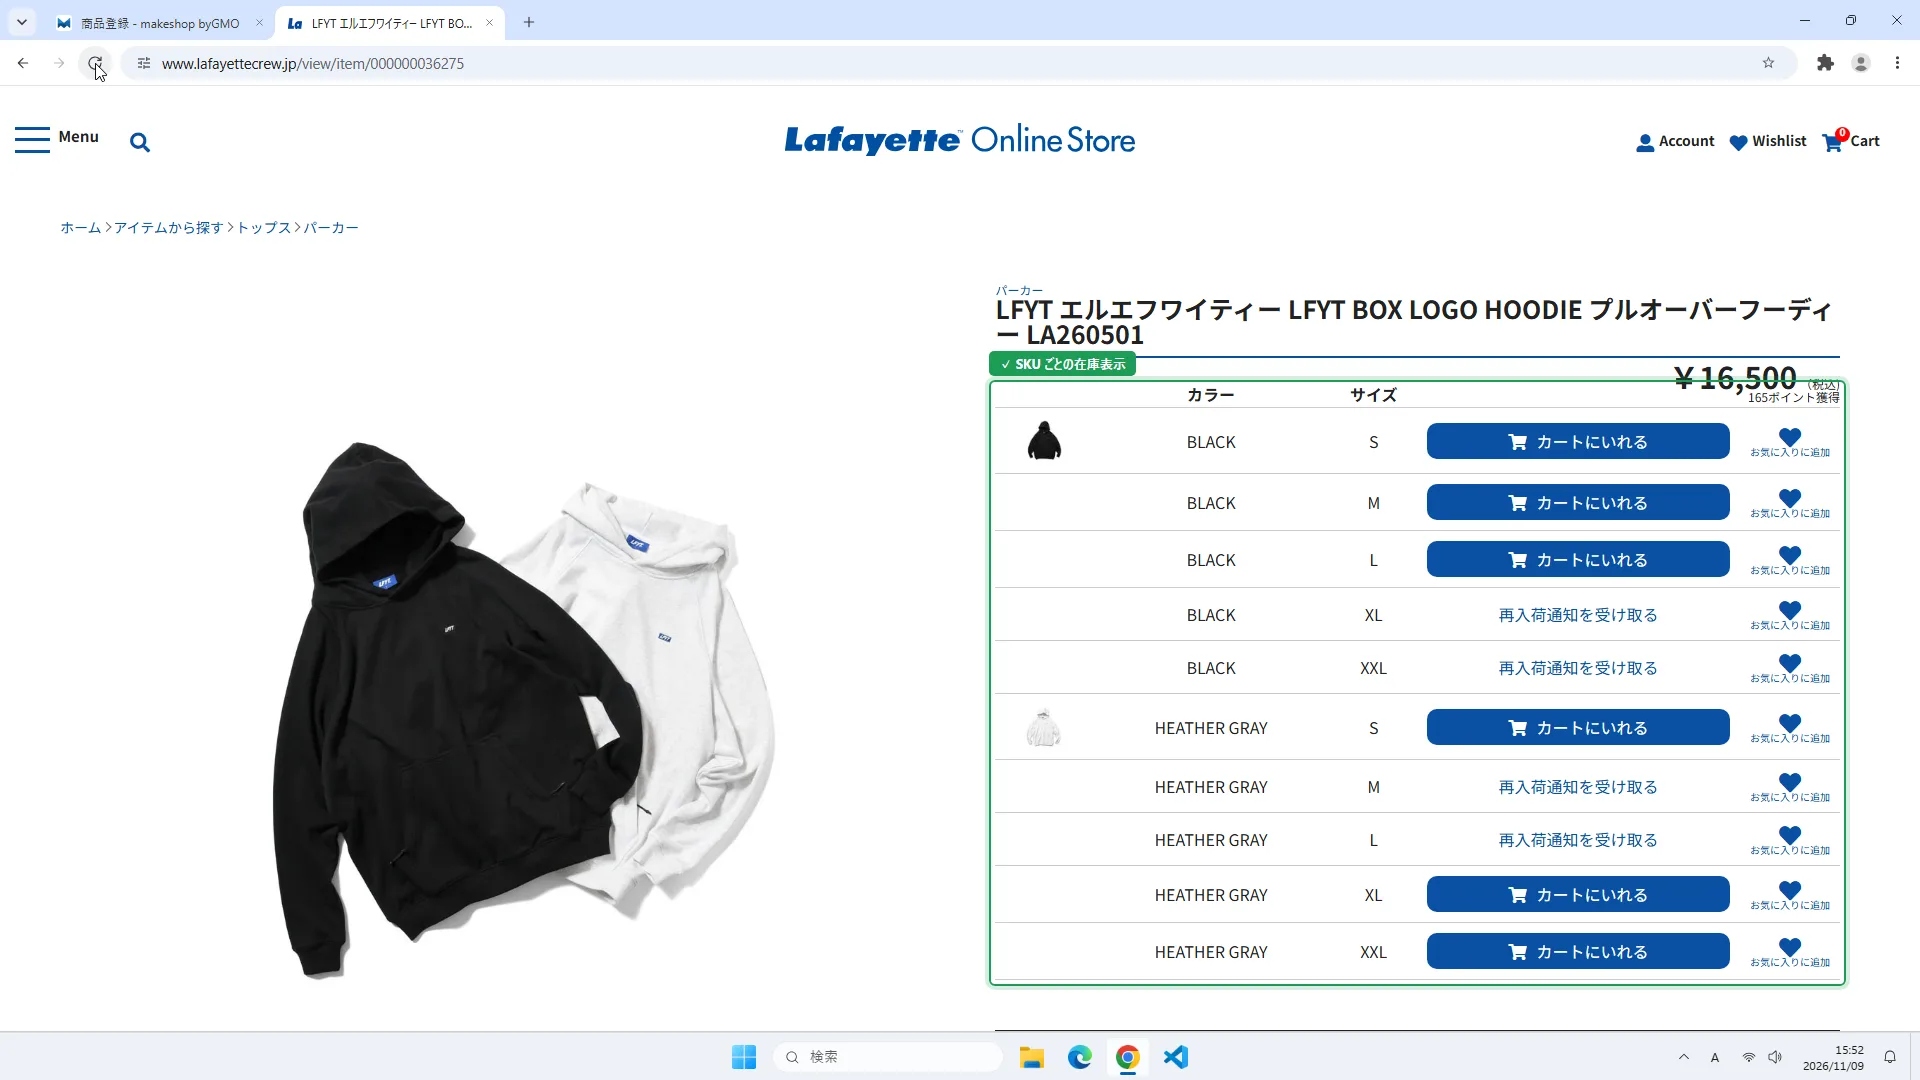 商品登録 - makeshop byGMO
La LFYT エルエフワイティー LFYT BO...
www.lafayettecrew.jp/view/item/000000036275
Menu
Lafayette™ Online Store
Account
Wishlist
0
Cart
ホーム > アイテムから探す > トップス > パーカー
パーカー
LFYT エルエフワイティー LFYT BOX LOGO HOODIE プルオーバーフーディ
ー LA260501
✓ SKU ごとの在庫表示
¥16,500 (税込)
165ポイント獲得
カラー サイズ
BLACK S カートにいれる お気に入りに追加
BLACK M カートにいれる お気に入りに追加
BLACK L カートにいれる お気に入りに追加
BLACK XL 再入荷通知を受け取る お気に入りに追加
BLACK XXL 再入荷通知を受け取る お気に入りに追加
HEATHER GRAY S カートにいれる お気に入りに追加
HEATHER GRAY M 再入荷通知を受け取る お気に入りに追加
HEATHER GRAY L 再入荷通知を受け取る お気に入りに追加
HEATHER GRAY XL カートにいれる お気に入りに追加
HEATHER GRAY XXL カートにいれる お気に入りに追加
LFYT
LFYT
LFYT
LFYT
検索
A
15:52
2026/11/09